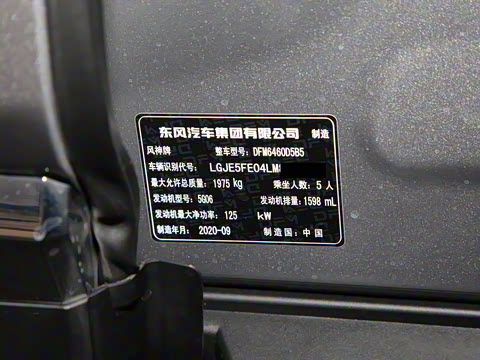 东风汽车集团有限公司 制造
风神牌 整车型号: DFM6460D5B5
车辆识别代号: LGJE5FE04LM
最大允许总质量: 1975 kg 乘坐人数: 5 人
发动机型号: 5G06 发动机排量: 1598 mL
发动机最大净功率: 125 kW
制造年月: 2020-09 制造国: 中 国